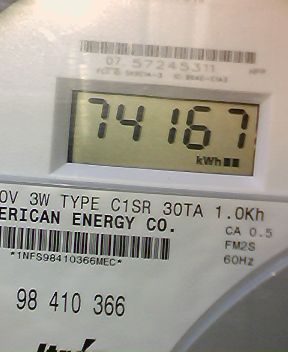 07 57245311
74167
kWh
0V 3W TYPE C1SR 30TA 1.0Kh
ERICAN ENERGY CO.
CA 0.5
FM2S
*1NFS98410366MEC*
60Hz
98 410 366